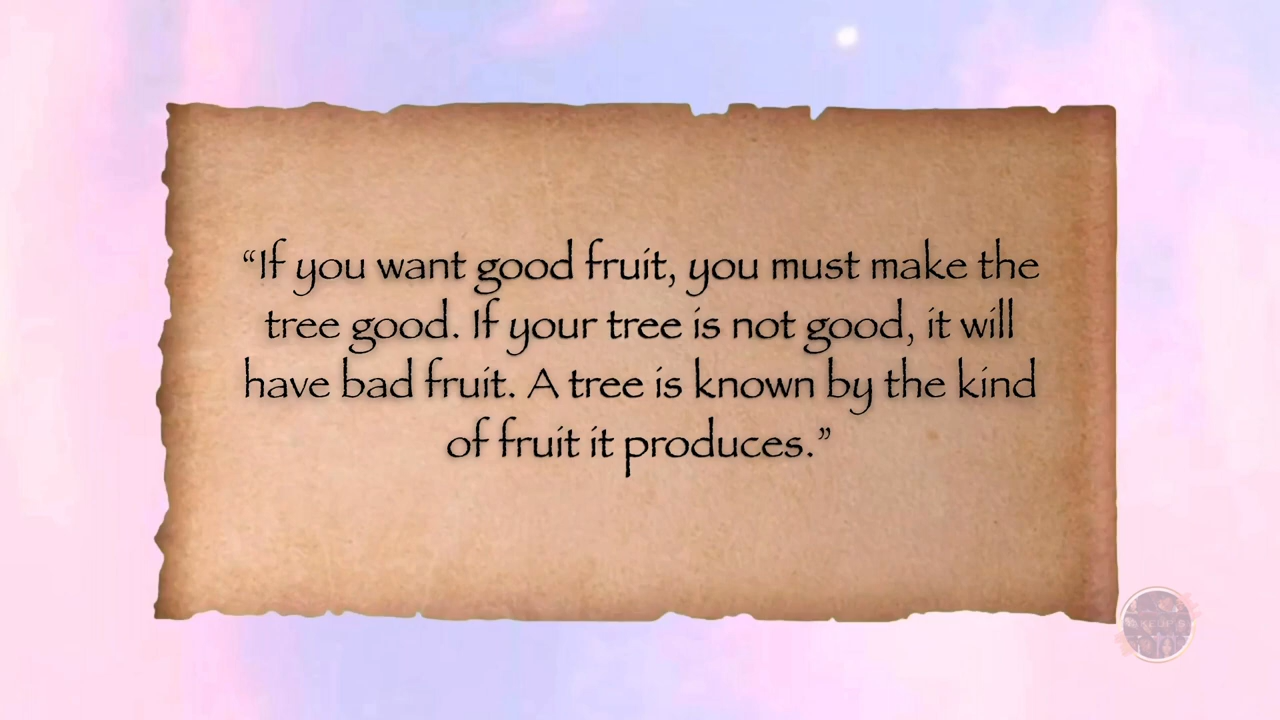 “If you want good fruit, you must make the
tree good. If your tree is not good, it will
have bad fruit. A tree is known by the kind
of fruit it produces.”